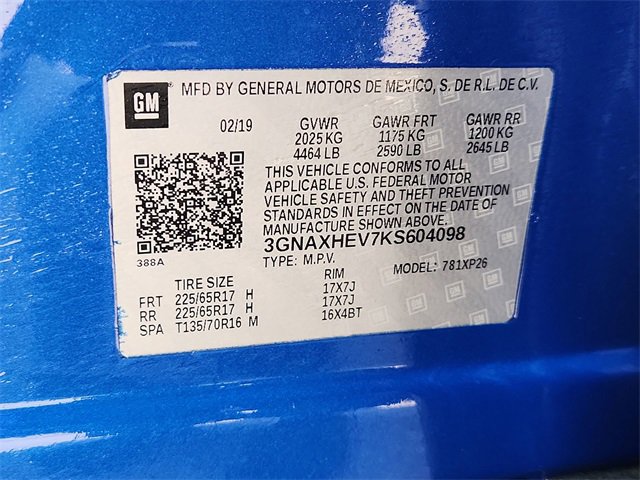 GM
MFD BY GENERAL MOTORS DE MEXICO, S. DE R.L. DE C.V.
02/19 GVWR GAWR FRT GAWR RR
2025 KG 1175 KG 1200 KG
4464 LB 2590 LB 2645 LB
THIS VEHICLE CONFORMS TO ALL
APPLICABLE U.S. FEDERAL MOTOR
VEHICLE SAFETY AND THEFT PREVENTION
STANDARDS IN EFFECT ON THE DATE OF
MANUFACTURE SHOWN ABOVE.
3GNAXHEV7KS604098
388A
TYPE: M.P.V. MODEL: 781XP26
TIRE SIZE RIM
FRT 225/65R17 H 17X7J
RR 225/65R17 H 17X7J
SPA T135/70R16 M 16X4BT